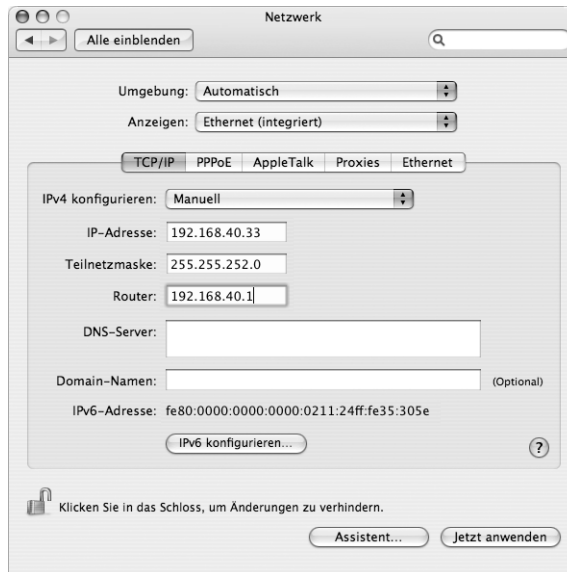 Netzwerk
Alle einblenden
Umgebung: Automatisch
Anzeigen: Ethernet (integriert)
TCP/IP PPPoE AppleTalk Proxies Ethernet
IPv4 konfigurieren: Manuell
IP-Adresse: 192.168.40.33
Teilnetzmaske: 255.255.252.0
Router: 192.168.40.1
DNS-Server:
Domain-Namen: (Optional)
IPv6-Adresse: fe80:0000:0000:0000:0211:24ff:fe35:305e
IPv6 konfigurieren... ?
Klicken Sie in das Schloss, um Änderungen zu verhindern.
Assistent... Jetzt anwenden